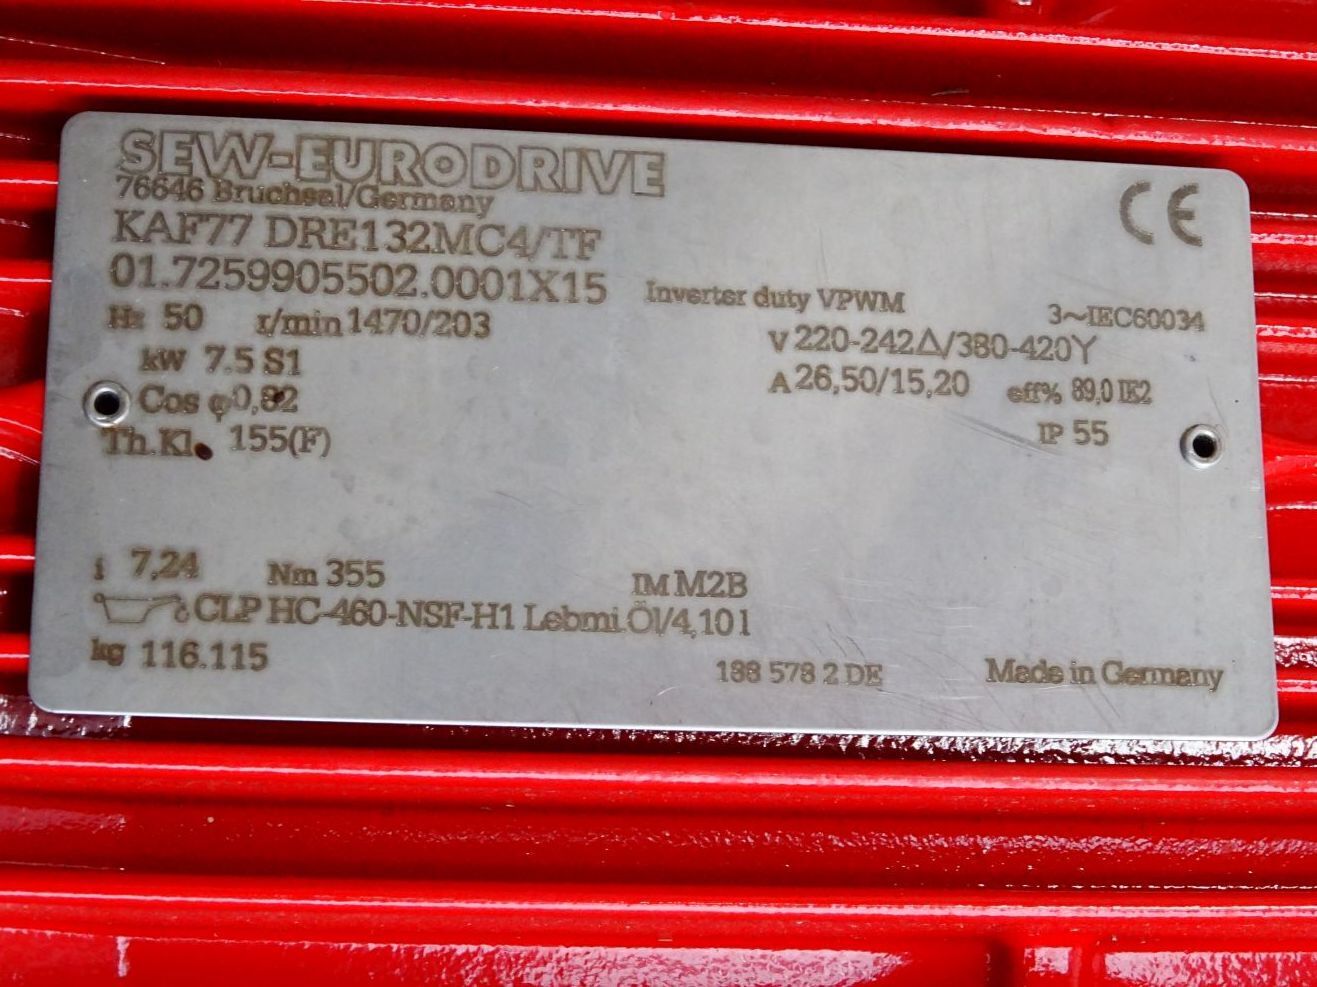 SEW-EURODRIVE
76646 Bruchsal/Germany
CE
KAF77 DRE132MC4/TF
01.7259905502.0001X15
Inverter duty VPWM
3~IEC60034
Hz 50 r/min 1470/203
V 220-242Δ/380-420Y
kW 7.5 S1
A 26,50/15,20 eff% 89,0 IE2
Cos φ 0,82
IP 55
Th.Kl. 155(F)
i 7,24 Nm 355 IM M2B
CLP HC-460-NSF-H1 Lebmi.Öl/4,10 l
kg 116.115
188 578 2 DE Made in Germany